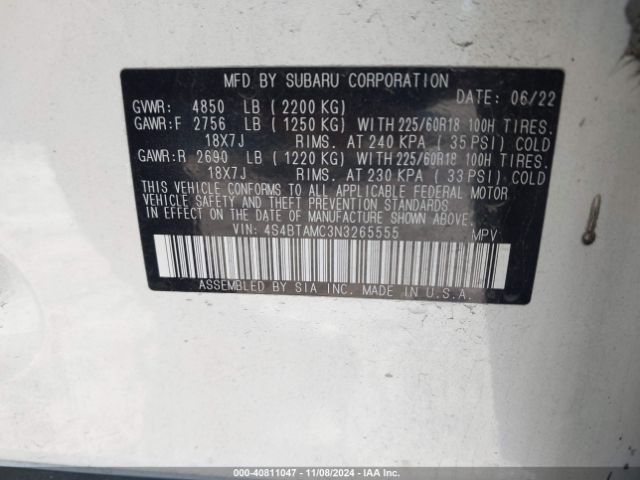 MFD BY SUBARU CORPORATION
DATE: 06/22
GVWR: 4850 LB (2200 KG)
GAWR:F 2756 LB (1250 KG) WITH 225/60R18 100H TIRES.
18X7J RIMS. AT 240 KPA (35 PSI) COLD
GAWR:R 2690 LB (1220 KG) WITH 225/60R18 100H TIRES.
18X7J RIMS. AT 230 KPA (33 PSI) COLD
THIS VEHICLE CONFORMS TO ALL APPLICABLE FEDERAL MOTOR
VEHICLE SAFETY AND THEFT PREVENTION STANDARDS IN EFFECT
ON THE DATE OF MANUFACTURE SHOWN ABOVE.
VIN: 4S4BTAMC3N3265555 MPV
ASSEMBLED BY SIA INC. MADE IN U.S.A.
000-40811047 - 11/08/2024 - IAA Inc.